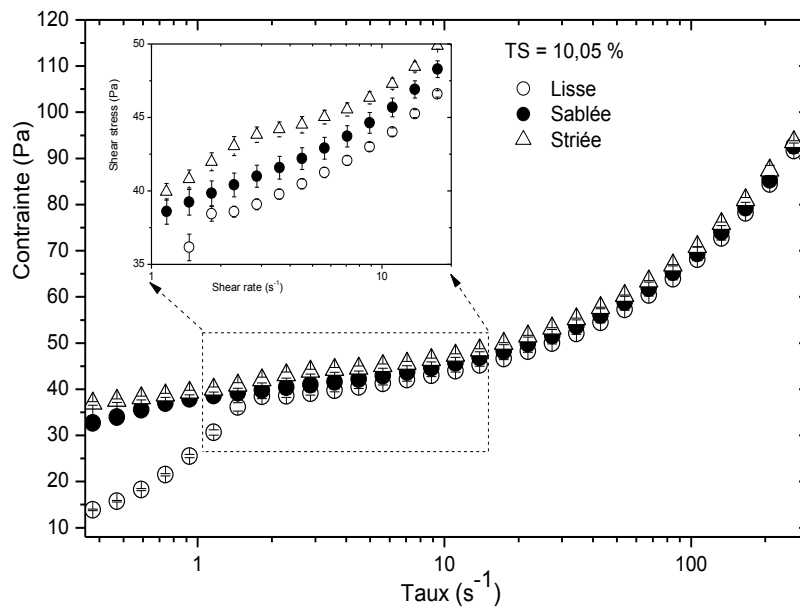 120
110
100
90
80
70
60
50
40
30
20
10
Contrainte (Pa)
1
10
100
Taux (s-1)
TS = 10,05 %
Lisse
Sablée
Striée
50
45
40
35
Shear stress (Pa)
1
10
Shear rate (s-1)